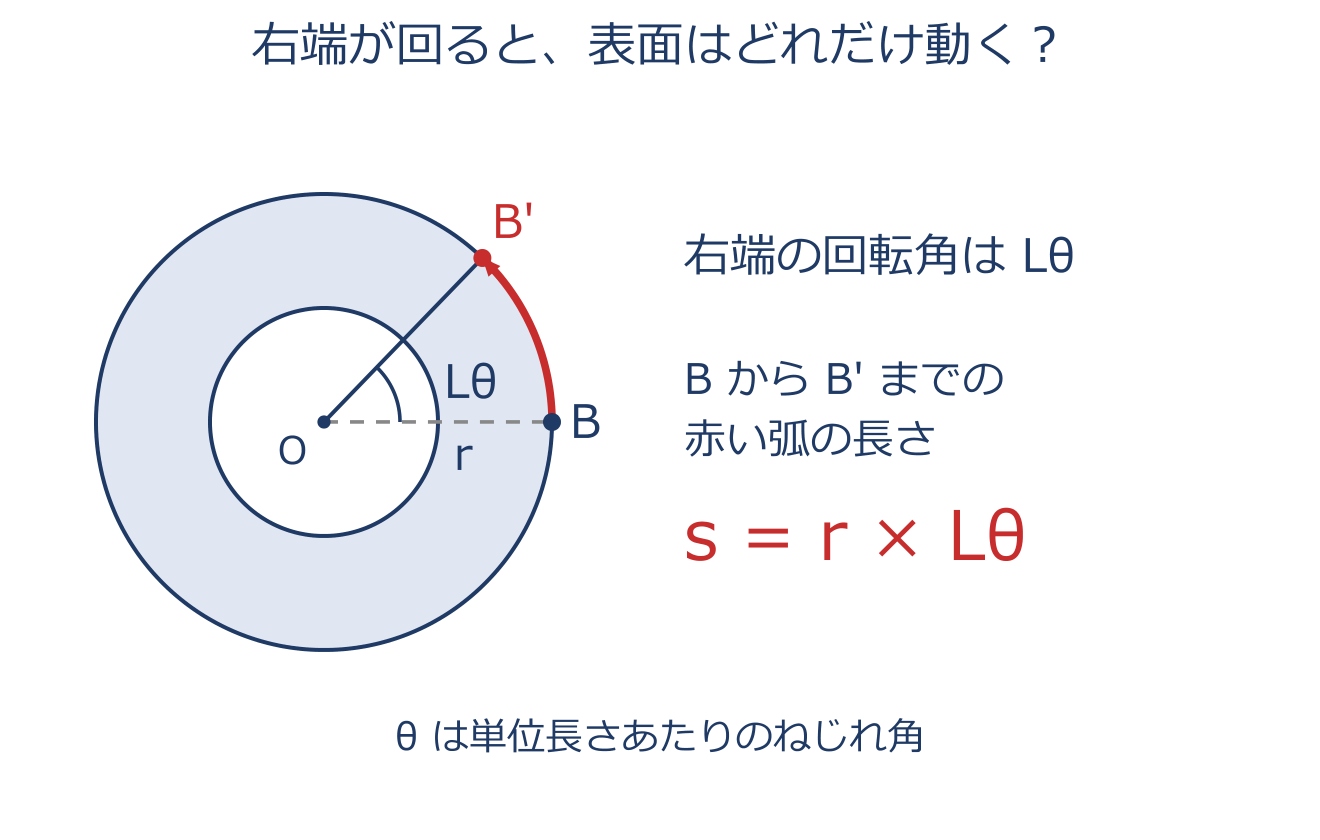 右端が回ると、表面はどれだけ動く？
B'
右端の回転角は Lθ
Lθ
B から B' までの
B
O
r
赤い弧の長さ
s = r × Lθ
θ は単位長さあたりのねじれ角